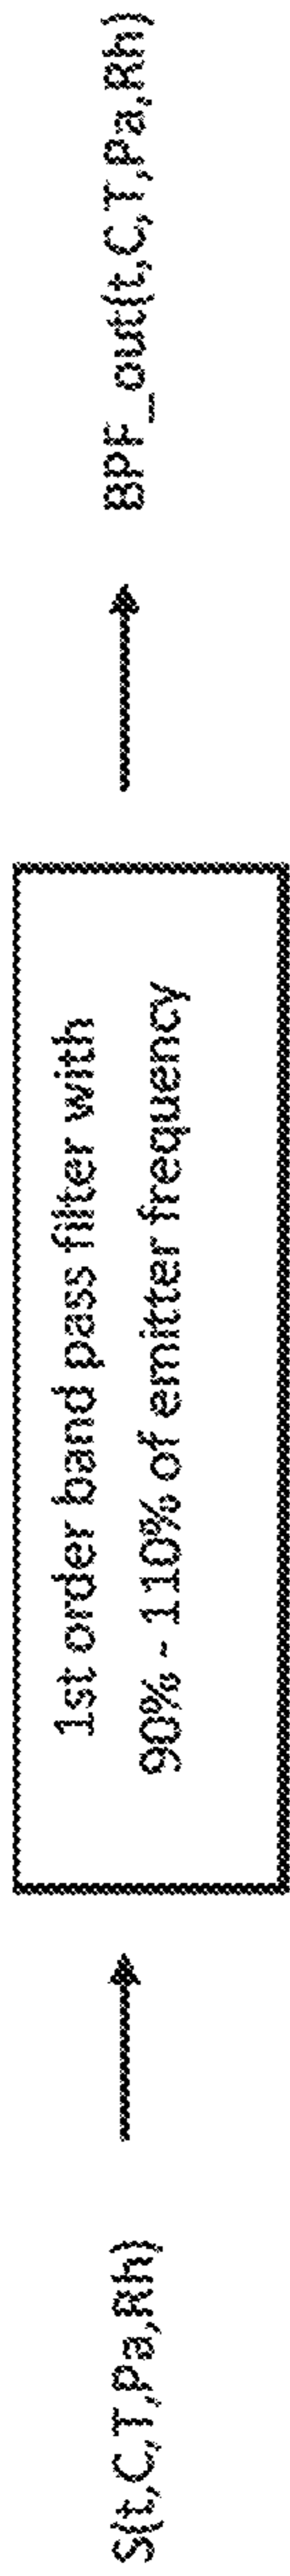 S(t,C,T,Pa,Rh)
1st order band pass filter with
90% - 110% of emitter frequency
BPF_out(t,C,T,Pa,Rh)